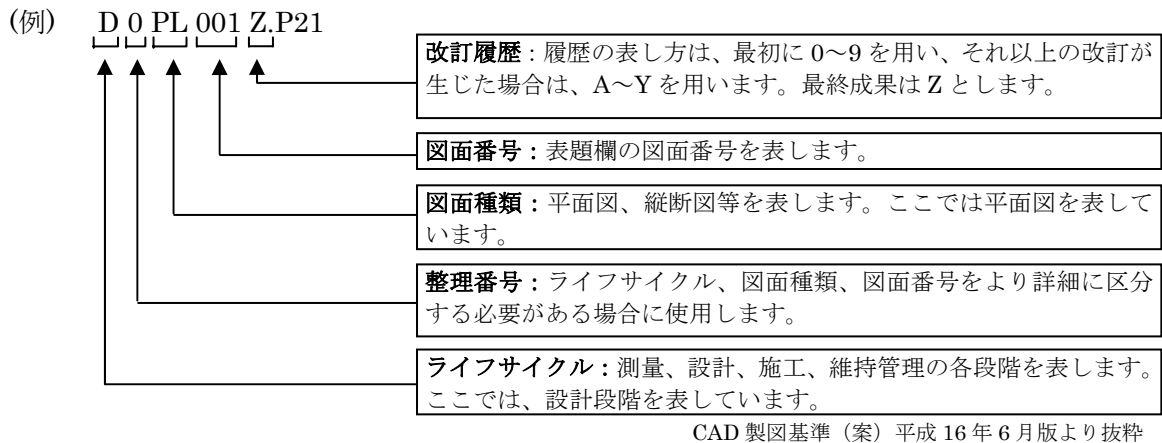 (例) D 0 PL 001 Z.P21
改訂履歴：履歴の表し方は、最初に 0～9 を用い、それ以上の改訂が
生じた場合は、A～Y を用います。最終成果は Z とします。
図面番号：表題欄の図面番号を表します。
図面種類：平面図、縦断図等を表します。ここでは平面図を表して
います。
整理番号：ライフサイクル、図面種類、図面番号をより詳細に区分
する必要がある場合に使用します。
ライフサイクル：測量、設計、施工、維持管理の各段階を表します。
ここでは、設計段階を表しています。
CAD 製図基準（案）平成 16 年 6 月版より抜粋